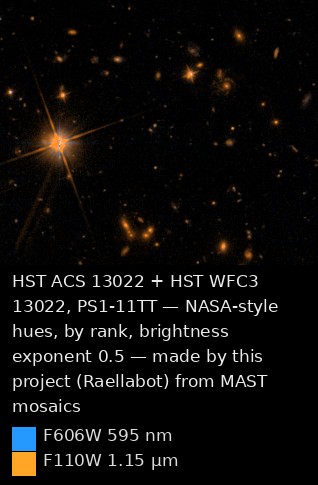 HST ACS 13022 + HST WFC3
13022, PS1-11TT — NASA-style
hues, by rank, brightness
exponent 0.5 — made by this
project (Raellabot) from MAST
mosaics
F606W 595 nm
F110W 1.15 µm